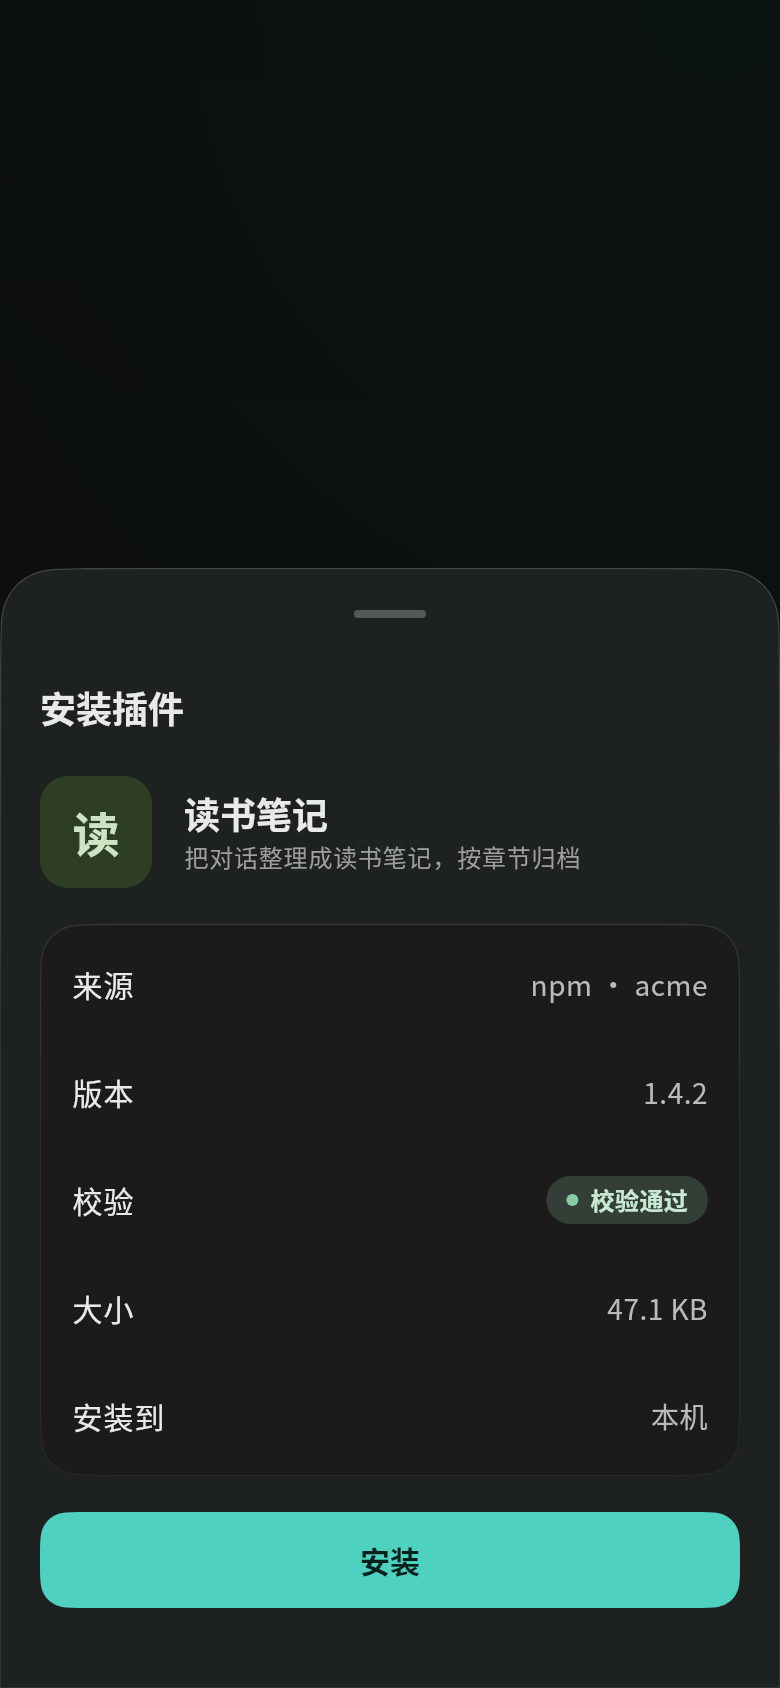 安装插件
读
读书笔记
把对话整理成读书笔记，按章节归档
来源 npm · acme
版本 1.4.2
校验 校验通过
大小 47.1 KB
安装到 本机
安装